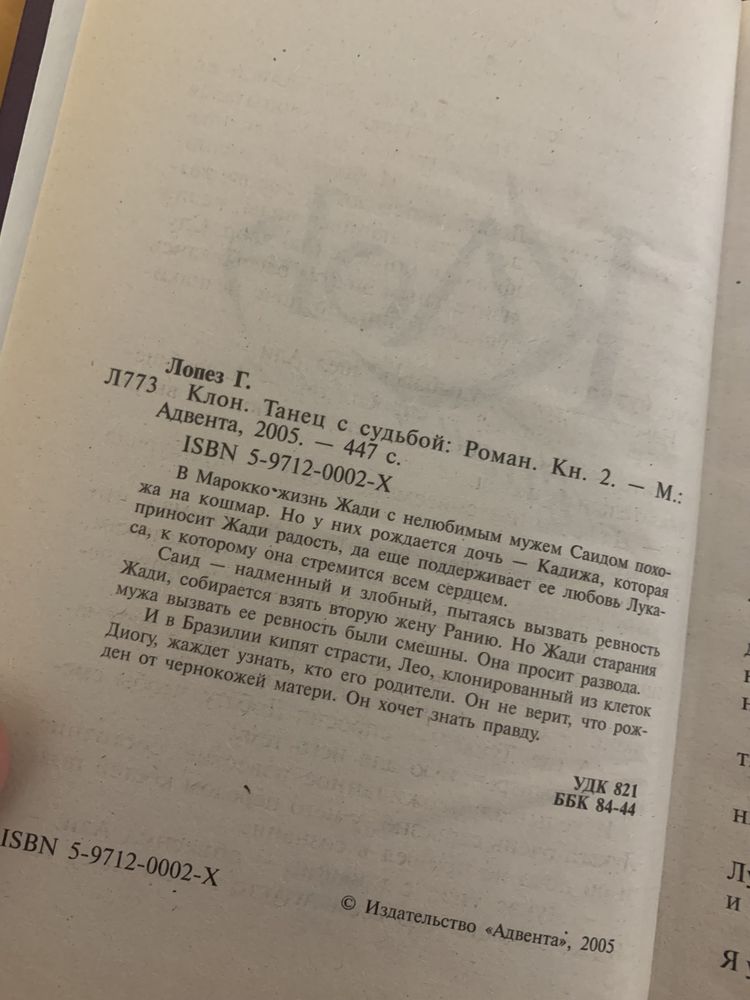 Лопез Г.
Л773 Клон. Танец с судьбой: Роман. Кн. 2. — М.:
Адвента, 2005. — 447 с.
ISBN 5-9712-0002-X
В Марокко жизнь Жади с нелюбимым мужем Саидом похо-
жа на кошмар. Но у них рождается дочь — Кадижа, которая
приносит Жади радость, да еще поддерживает ее любовь Лука-
са, к которому она стремится всем сердцем.
Саид — надменный и злобный, пытаясь вызвать ревность
Жади, собирается взять вторую жену Ранию. Но Жади старания
мужа вызвать ее ревность были смешны. Она просит развода.
И в Бразилии кипят страсти, Лео, клонированный из клеток
Диогу, жаждет узнать, кто его родители. Он не верит, что рож-
ден от чернокожей матери. Он хочет знать правду.
УДК 821
ББК 84-44
ISBN 5-9712-0002-X
© Издательство «Адвента», 2005
и
Я